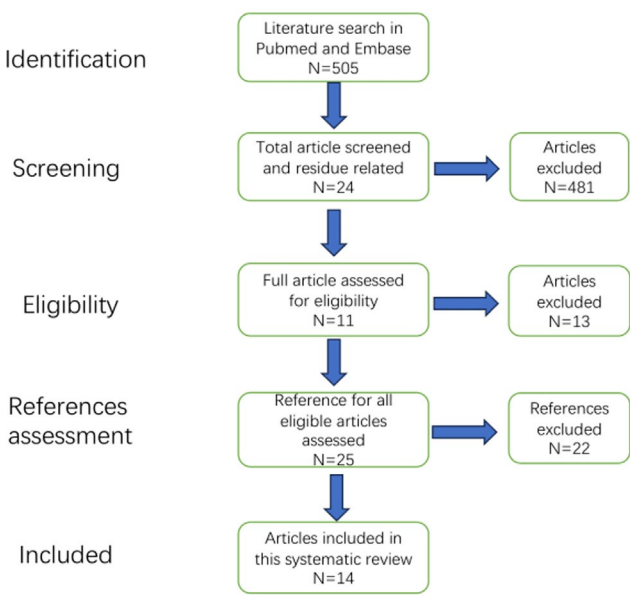 Identification
Literature search in
Pubmed and Embase
N=505
Screening
Total article screened
and residue related
N=24
Articles
excluded
N=481
Eligibility
Full article assessed
for eligibility
N=11
Articles
excluded
N=13
References
assessment
Reference for all
eligible articles
assessed
N=25
References
excluded
N=22
Included
Articles included in
this systematic review
N=14